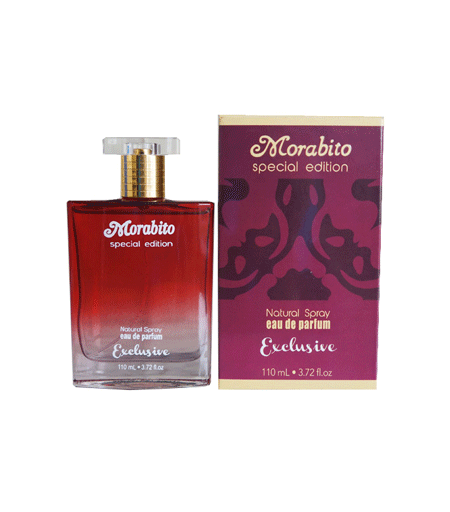 Morabito
special edition
Natural Spray
eau de parfum
Exclusive
110 mL • 3.72 fl.oz
Morabito
special edition
Natural Spray
eau de parfum
Exclusive
110 mL • 3.72 fl.oz